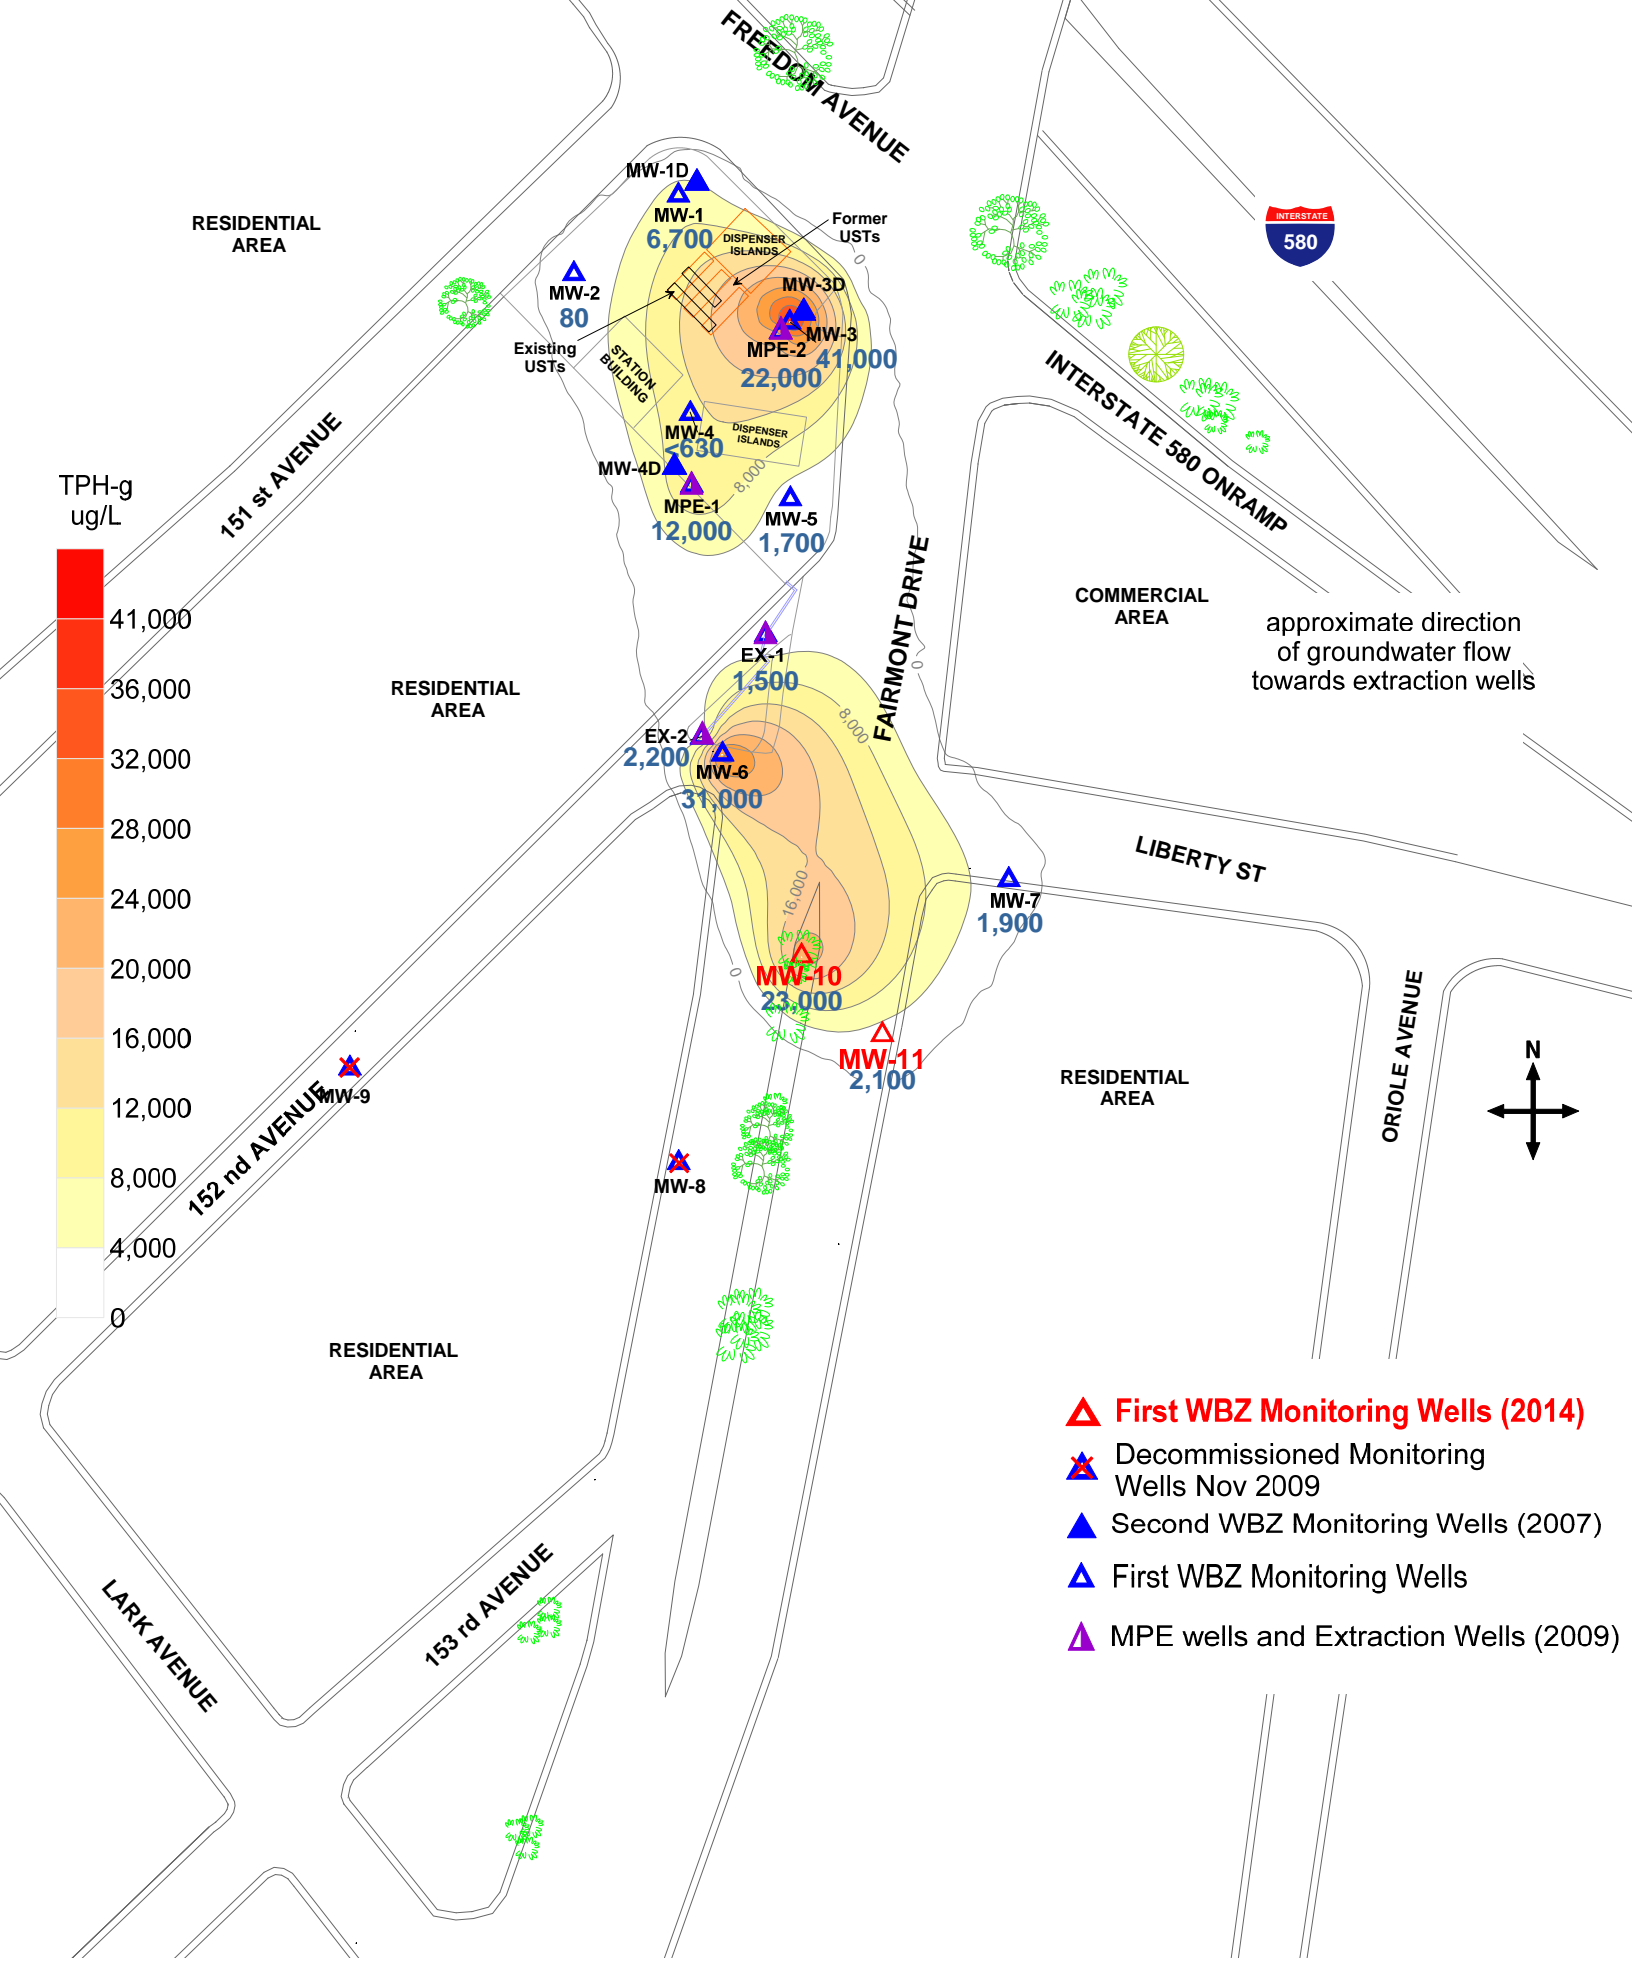 FREEDOM AVENUE
MW-1D
MW-1
6,700
DISPENSER
ISLANDS
Former
USTs
RESIDENTIAL
AREA
INTERSTATE
580
MW-2
80
MW-3D
MW-3
41,000
MPE-2
22,000
Existing
USTs
STATION
BUILDING
0
INTERSTATE 580 ONRAMP
MW-4
<630
DISPENSER
ISLANDS
MW-4D
8,000
MPE-1
12,000
MW-5
1,700
151 st AVENUE
TPH-g
ug/L
41,000
36,000
32,000
28,000
24,000
20,000
16,000
12,000
8,000
4,000
0
FAIRMONT DRIVE
COMMERCIAL
AREA
approximate direction
of groundwater flow
towards extraction wells
EX-1
1,500
0
RESIDENTIAL
AREA
8,000
EX-2
2,200
MW-6
31,000
LIBERTY ST
16,000
MW-7
1,900
0
MW-10
23,000
MW-11
2,100
ORIOLE AVENUE
N
RESIDENTIAL
AREA
MW-9
152 nd AVENUE
MW-8
RESIDENTIAL
AREA
First WBZ Monitoring Wells (2014)
Decommissioned Monitoring
Wells Nov 2009
Second WBZ Monitoring Wells (2007)
First WBZ Monitoring Wells
MPE wells and Extraction Wells (2009)
LARK AVENUE
153 rd AVENUE